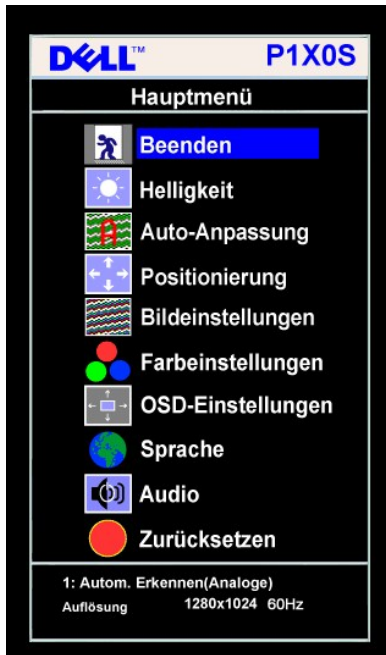 DELL™ P1X0S
Hauptmenü
Beenden
Helligkeit
Auto-Anpassung
Positionierung
Bildeinstellungen
Farbeinstellungen
OSD-Einstellungen
Sprache
Audio
Zurücksetzen
1: Autom. Erkennen(Analoge)
Auflösung 1280x1024 60Hz